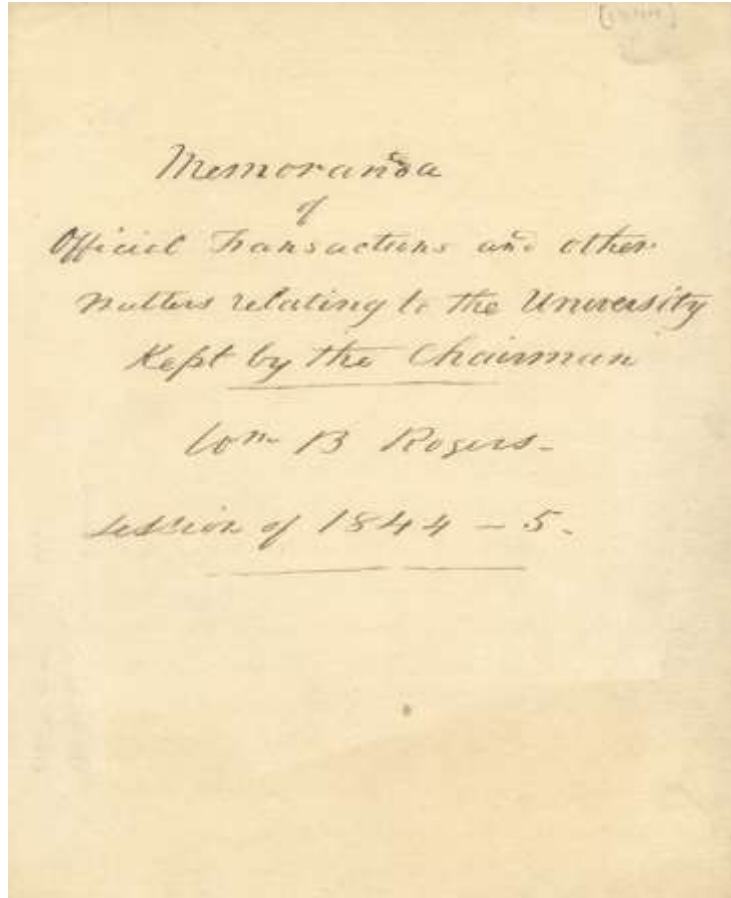 Memoranda
of
Official Transactions and other
matters relating to the University
Kept by the Chairman
Wm B Rogers.
session of 1844 - 5.